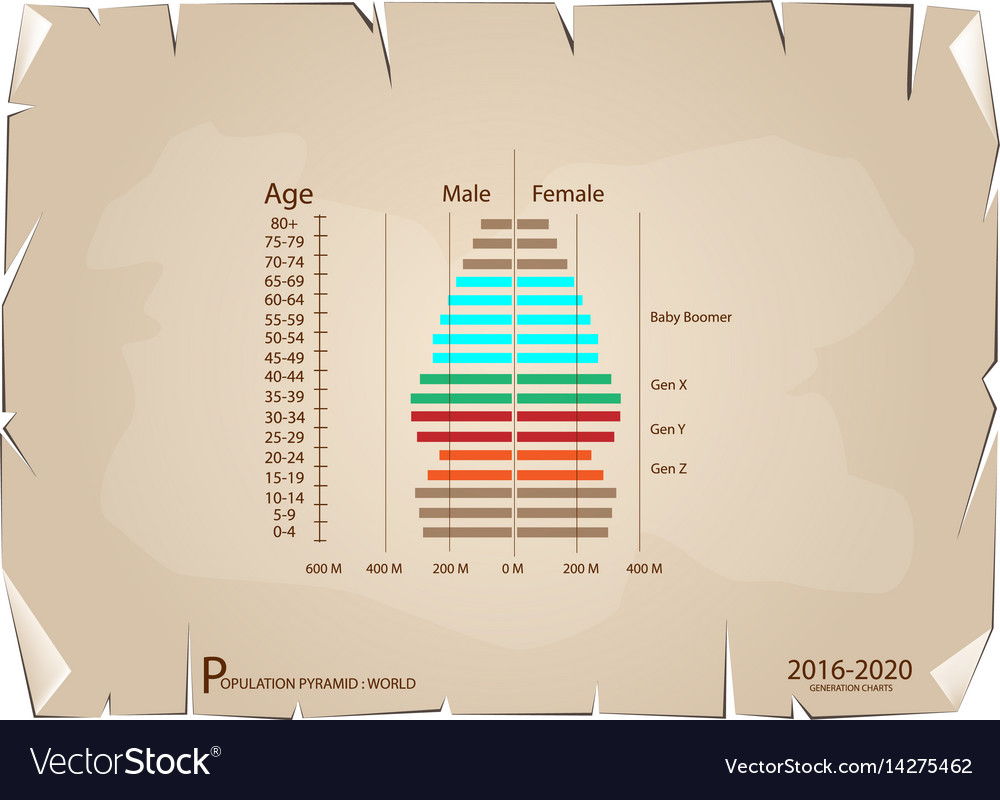 Age Male Female
80+
75-79
70-74
65-69
60-64
55-59
Baby Boomer
50-54
45-49
40-44
Gen X
35-39
30-34
Gen Y
25-29
20-24
Gen Z
15-19
10-14
5-9
0-4
600 M 400 M 200 M 0 M 200 M 400 M
POPULATION PYRAMID : WORLD
2016-2020
GENERATION CHARTS
VectorStock®
VectorStock.com/14275462